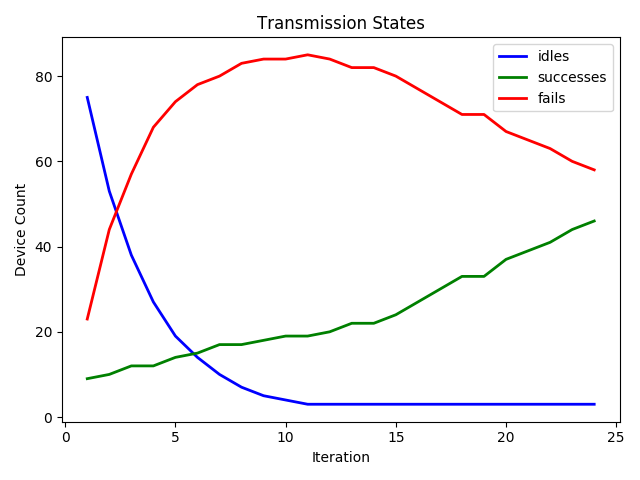 Transmission States
idles
successes
fails
Device Count
80
60
40
20
0
0 5 10 15 20 25
Iteration